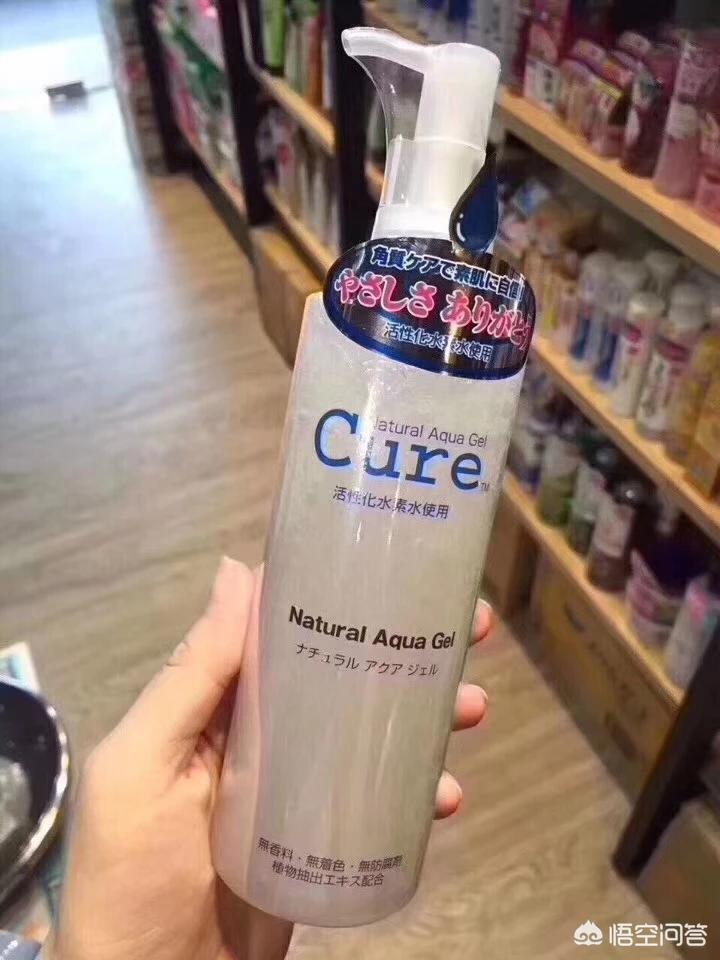 角質ケアで素肌に自信
やさしさ ありがとう
活性化水素水使用
Natural Aqua Gel
Cure™
活性化水素水使用
Natural Aqua Gel
ナチュラル アクア ジェル
無香料・無着色・無防腐剤
植物抽出エキス配合
悟空问答